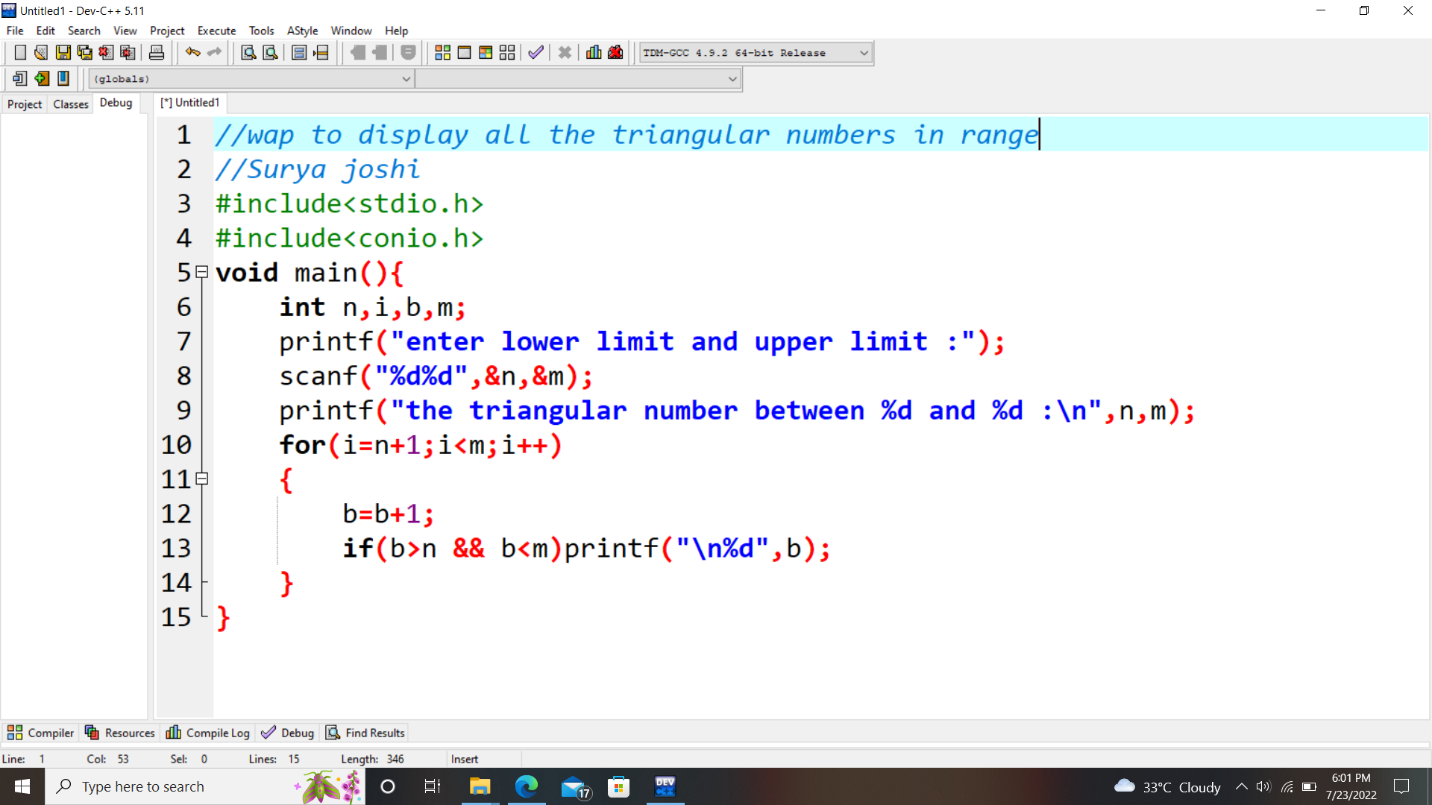 Untitled1 - Dev-C++ 5.11
File Edit Search View Project Execute Tools AStyle Window Help
TDM-GCC 4.9.2 64-bit Release
(globals)
Project Classes Debug [*] Untitled1
1 //wap to display all the triangular numbers in range
2 //Surya joshi
3 #include<stdio.h>
4 #include<conio.h>
5 void main(){
6 int n,i,b,m;
7 printf("enter lower limit and upper limit :");
8 scanf("%d%d",&n,&m);
9 printf("the triangular number between %d and %d :\n",n,m);
10 for(i=n+1;i<m;i++)
11 {
12 b=b+1;
13 if(b>n && b<m)printf("\n%d",b);
14 }
15 }
Compiler Resources Compile Log Debug Find Results
Line: 1 Col: 53 Sel: 0 Lines: 15 Length: 346 Insert
Type here to search 17 DEV C++ 33°C Cloudy 6:01 PM
7/23/2022